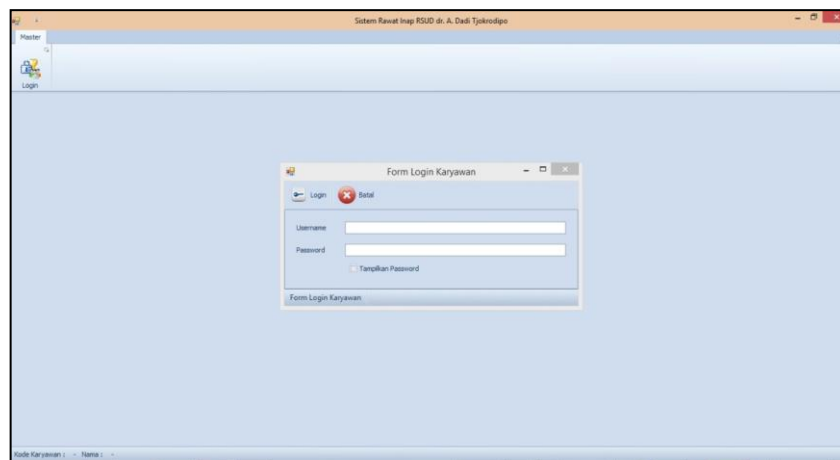 Sistem Rawat Inap RSUD dr. A. Dadi Tjokrodipo
Master
Login
Form Login Karyawan
Login Batal
Username
Password
Tampilkan Password
Form Login Karyawan
Kode Karyawan : - Nama : -